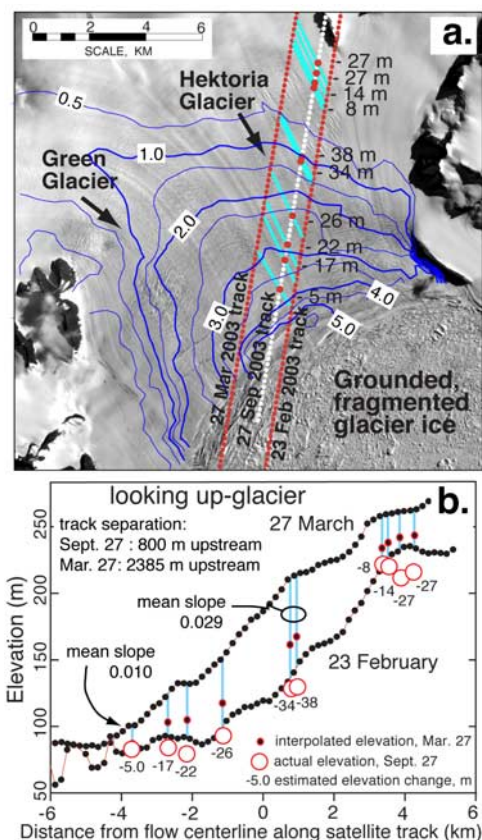 a.
0 2 4 6
SCALE, KM
Hektoria
Glacier
Green
Glacier
- 27 m
- 27 m
- 14 m
- 8 m
38 m
- 34 m
- 26 m
- 22 m
- 17 m
- 5 m
0.5
1.0
2.0
3.0
4.0
5.0
27 Mar 2003 track
27 Sep 2003 track
23 Feb 2003 track
Grounded,
fragmented
glacier ice
b.
looking up-glacier
track separation:
Sept. 27 : 800 m upstream
Mar. 27: 2385 m upstream
27 March
mean slope
0.029
mean slope
0.010
23 February
-8
-14
-27
-27
-34
-38
-26
-5.0
-17
-22
interpolated elevation, Mar. 27
actual elevation, Sept. 27
-5.0 estimated elevation change, m
Elevation (m)
250
200
150
100
50
-6 -4 -2 0 2 4 6
Distance from flow centerline along satellite track (km)